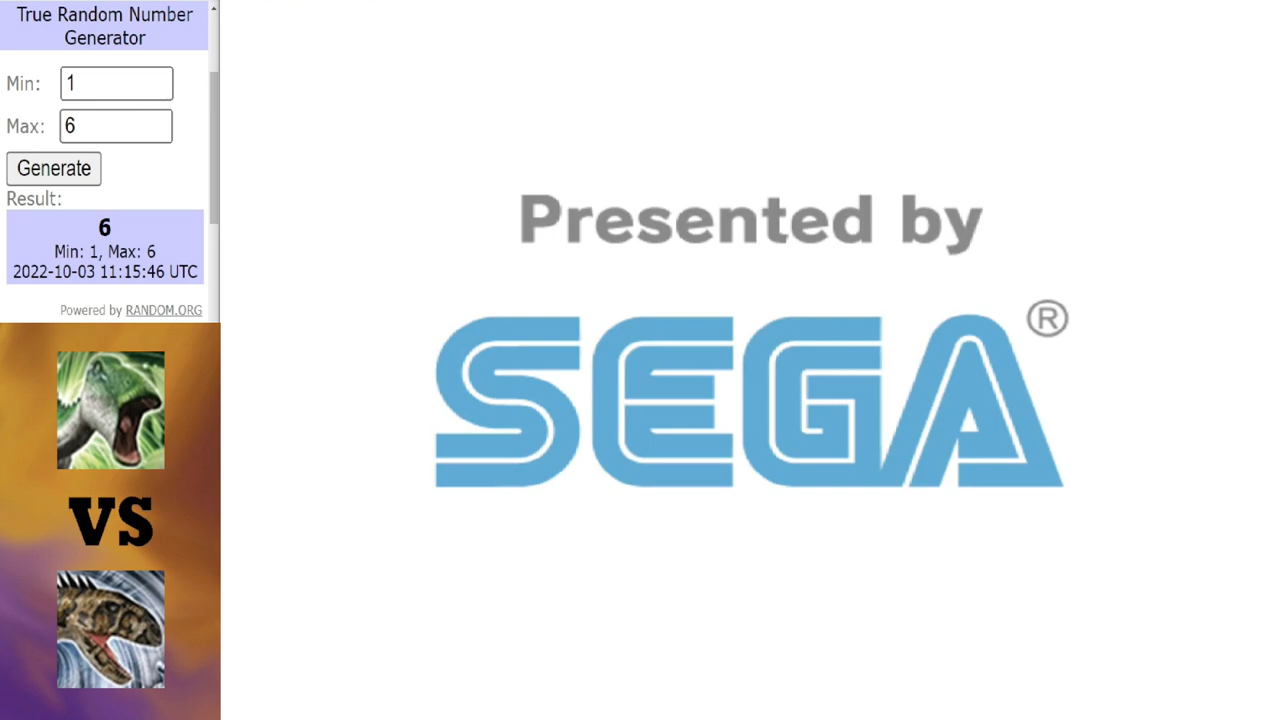 True Random Number
Generator
Min: 1
Max: 6
Generate
Result:
6
Min: 1, Max: 6
2022-10-03 11:15:46 UTC
Powered by RANDOM.ORG
VS
Presented by
SEGA®